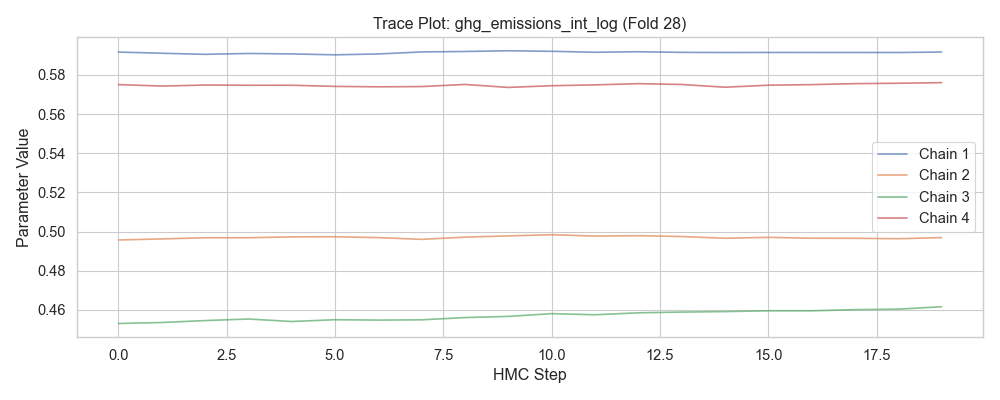 Trace Plot: ghg_emissions_int_log (Fold 28)
Parameter Value
0.58
0.56
0.54
0.52
0.50
0.48
0.46
Chain 1
Chain 2
Chain 3
Chain 4
0.0 2.5 5.0 7.5 10.0 12.5 15.0 17.5
HMC Step